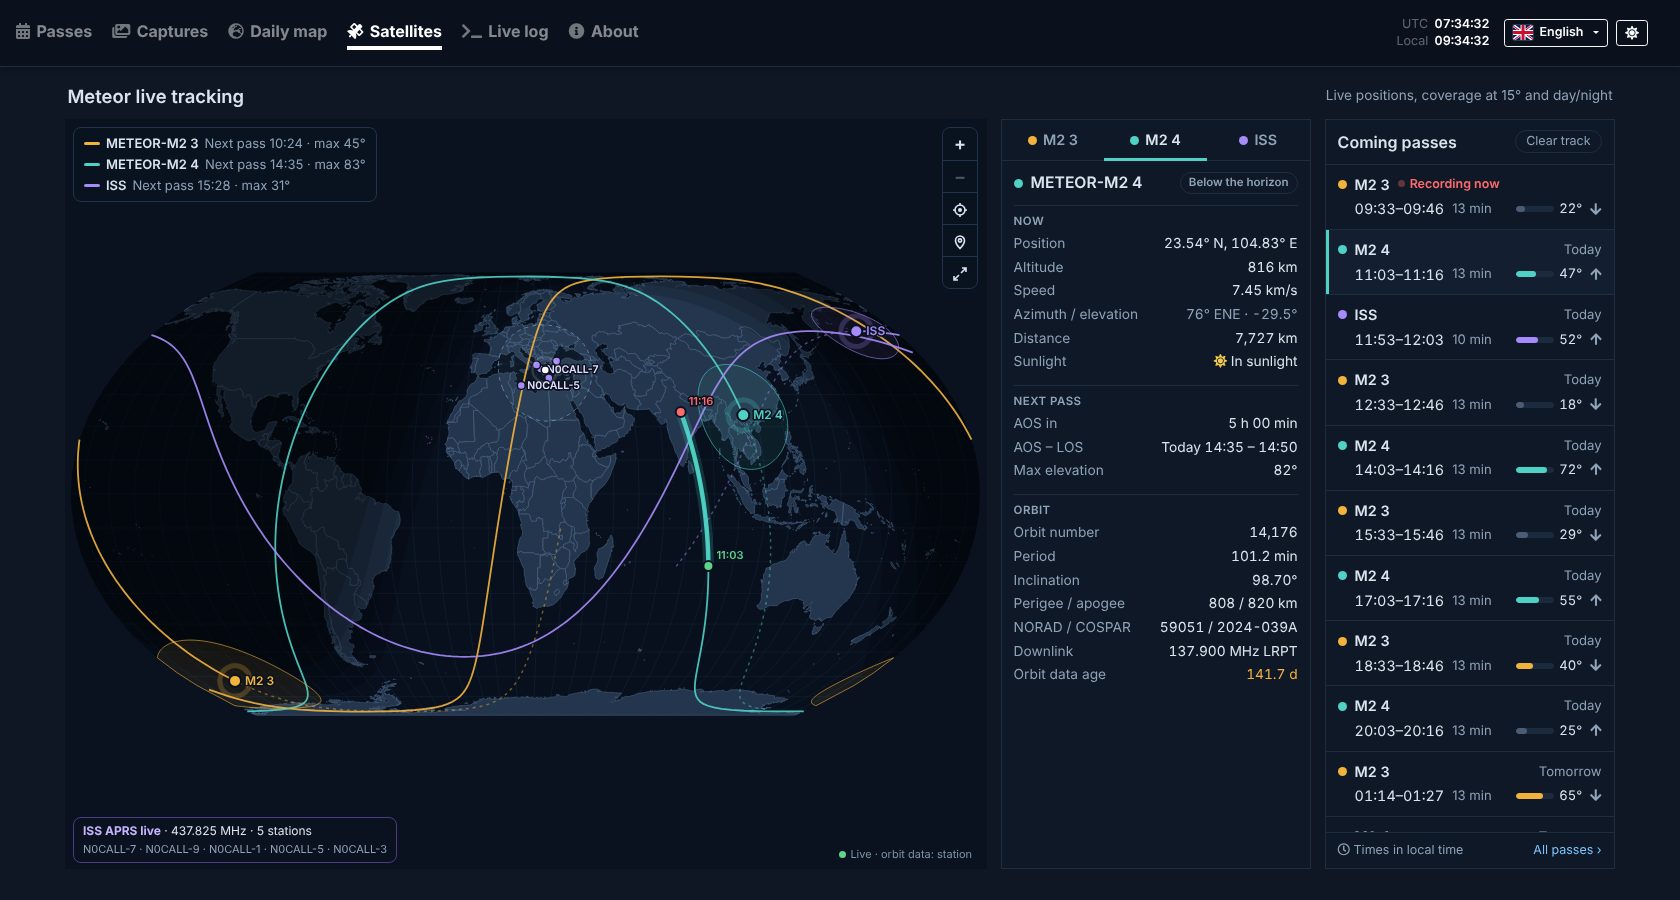 Passes
Captures
Daily map
Satellites
Live log
About
UTC 07:34:32
Local 09:34:32
English
Meteor live tracking
Live positions, coverage at 15° and day/night
METEOR-M2 3 Next pass 10:24 · max 45°
METEOR-M2 4 Next pass 14:35 · max 83°
ISS Next pass 15:28 · max 31°
+
−
ISS
N0CALL-7
N0CALL-5
11:16
M2 4
11:03
M2 3
ISS APRS live · 437.825 MHz · 5 stations
N0CALL-7 · N0CALL-9 · N0CALL-1 · N0CALL-5 · N0CALL-3
Live · orbit data: station
M2 3
M2 4
ISS
METEOR-M2 4
Below the horizon
NOW
Position 23.54° N, 104.83° E
Altitude 816 km
Speed 7.45 km/s
Azimuth / elevation 76° ENE · -29.5°
Distance 7,727 km
Sunlight In sunlight
NEXT PASS
AOS in 5 h 00 min
AOS – LOS Today 14:35 – 14:50
Max elevation 82°
ORBIT
Orbit number 14,176
Period 101.2 min
Inclination 98.70°
Perigee / apogee 808 / 820 km
NORAD / COSPAR 59051 / 2024-039A
Downlink 137.900 MHz LRPT
Orbit data age 141.7 d
Coming passes
Clear track
M2 3 Recording now
09:33–09:46 13 min 22° ↓
M2 4 Today
11:03–11:16 13 min 47° ↑
ISS Today
11:53–12:03 10 min 52° ↑
M2 3 Today
12:33–12:46 13 min 18° ↓
M2 4 Today
14:03–14:16 13 min 72° ↑
M2 3 Today
15:33–15:46 13 min 29° ↓
M2 4 Today
17:03–17:16 13 min 55° ↑
M2 3 Today
18:33–18:46 13 min 40° ↓
M2 4 Today
20:03–20:16 13 min 25° ↑
M2 3 Tomorrow
01:14–01:27 13 min 65° ↓
Times in local time
All passes ›